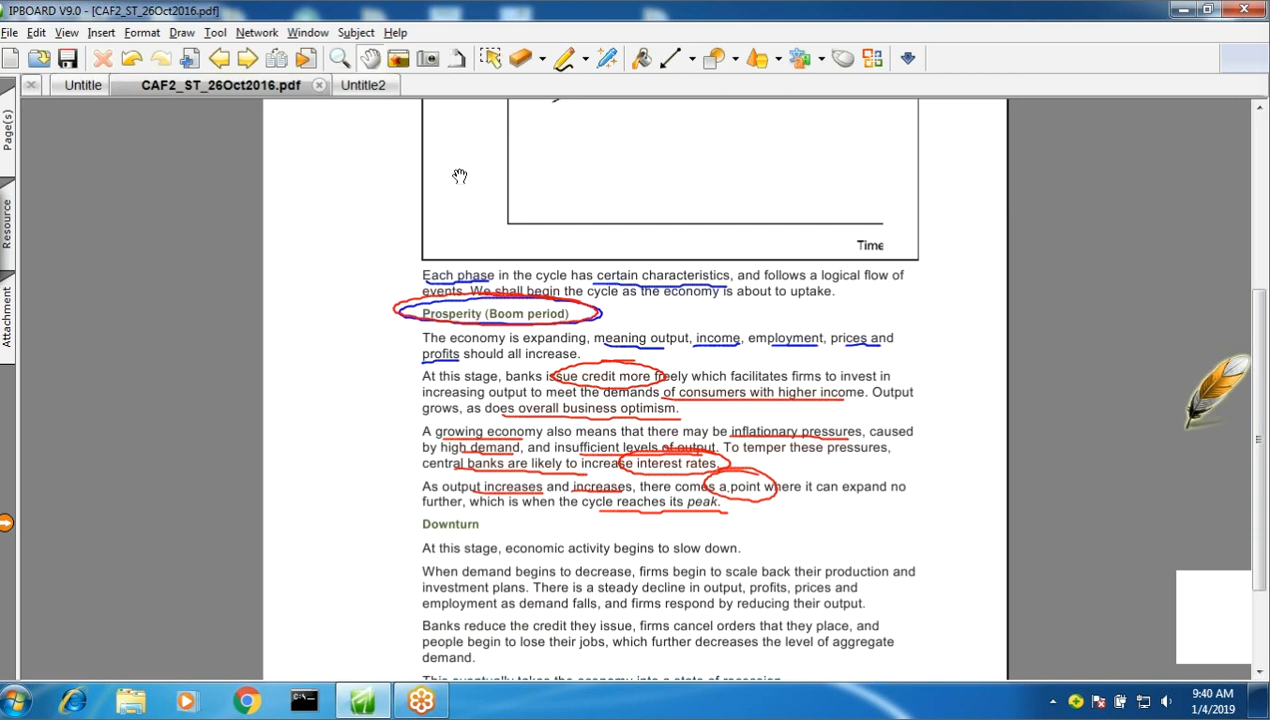 IPBOARD V9.0 - [CAF2_ST_26Oct2016.pdf]
File Edit View Insert Format Draw Tool Network Window Subject Help
Untitle CAF2_ST_26Oct2016.pdf Untitle2
Page(s)
Resource
Attachment
Time
Each phase in the cycle has certain characteristics, and follows a logical flow of
events. We shall begin the cycle as the economy is about to uptake.
Prosperity (Boom period)
The economy is expanding, meaning output, income, employment, prices and
profits should all increase.
At this stage, banks issue credit more freely which facilitates firms to invest in
increasing output to meet the demands of consumers with higher income. Output
grows, as does overall business optimism.
A growing economy also means that there may be inflationary pressures, caused
by high demand, and insufficient levels of output. To temper these pressures,
central banks are likely to increase interest rates.
As output increases and increases, there comes a point where it can expand no
further, which is when the cycle reaches its peak.
Downturn
At this stage, economic activity begins to slow down.
When demand begins to decrease, firms begin to scale back their production and
investment plans. There is a steady decline in output, profits, prices and
employment as demand falls, and firms respond by reducing their output.
Banks reduce the credit they issue, firms cancel orders that they place, and
people begin to lose their jobs, which further decreases the level of aggregate
demand.
This eventually takes the economy into a state of recession.
9:40 AM
1/4/2019